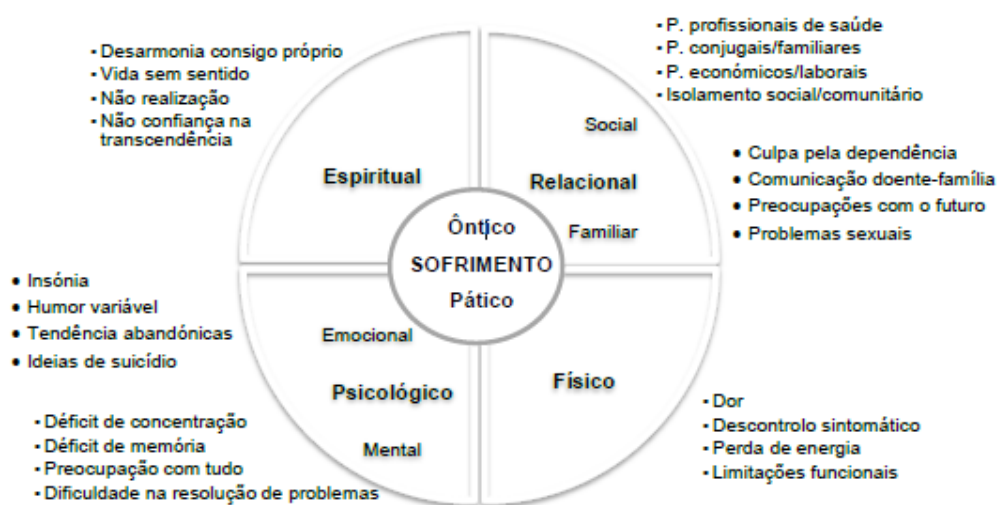 ▪ Desarmonia consigo próprio
▪ Vida sem sentido
▪ Não realização
▪ Não confiança na
transcendência
▪ P. profissionais de saúde
▪ P. conjugais/familiares
▪ P. económicos/laborais
▪ Isolamento social/comunitário
Social
Espiritual
Relacional
Familiar
• Culpa pela dependência
• Comunicação doente-família
• Preocupações com o futuro
• Problemas sexuais
Ôntico
SOFRIMENTO
Pático
• Insónia
• Humor variável
• Tendência abandónicas
• Ideias de suicídio
Emocional
Psicológico
Mental
Físico
▪ Déficit de concentração
▪ Déficit de memória
▪ Preocupação com tudo
▪ Dificuldade na resolução de problemas
▪ Dor
▪ Descontrolo sintomático
▪ Perda de energia
▪ Limitações funcionais